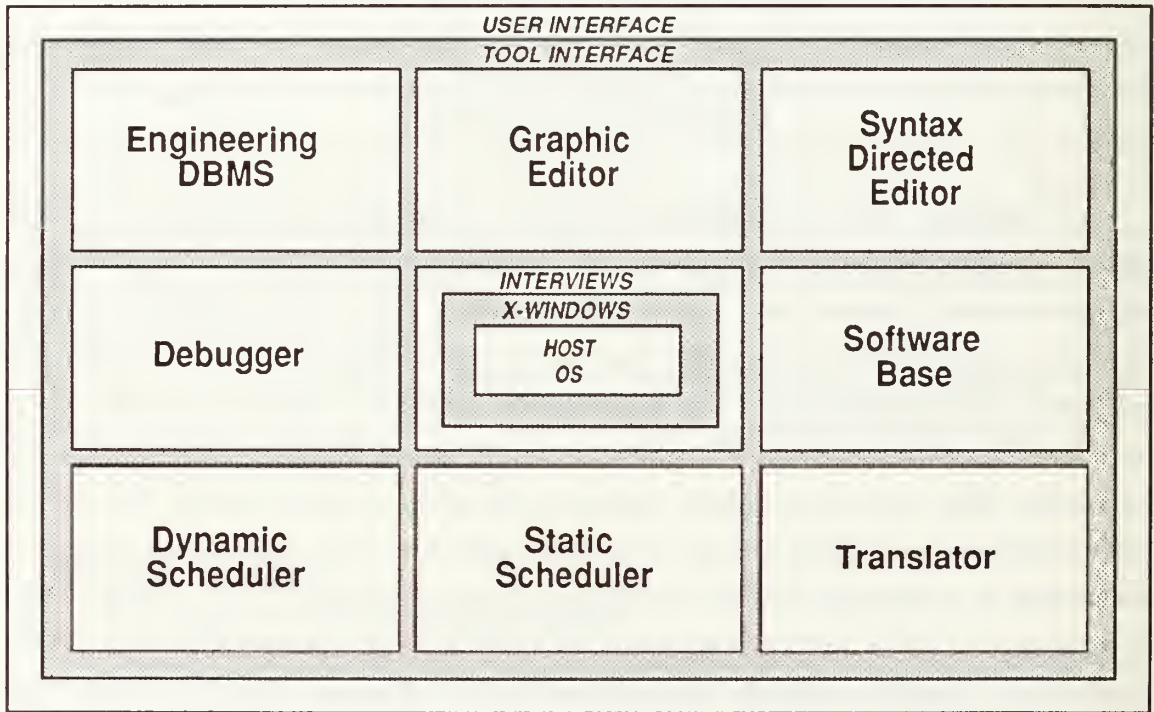 USER INTERFACE
TOOL INTERFACE
Engineering
DBMS
Graphic
Editor
Syntax
Directed
Editor
Debugger
INTERVIEWS
X-WINDOWS
HOST
OS
Software
Base
Dynamic
Scheduler
Static
Scheduler
Translator